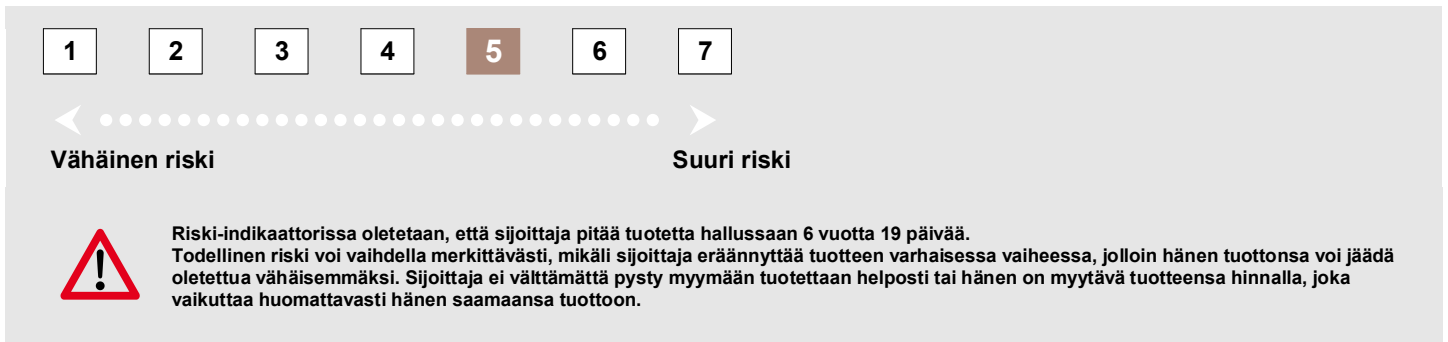 1 2 3 4 5 6 7
Vähäinen riski Suuri riski
Riski-indikaattorissa oletetaan, että sijoittaja pitää tuotetta hallussaan 6 vuotta 19 päivää.
Todellinen riski voi vaihdella merkittävästi, mikäli sijoittaja eräännyttää tuotteen varhaisessa vaiheessa, jolloin hänen tuottonsa voi jäädä
oletettua vähäisemmäksi. Sijoittaja ei välttämättä pysty myymään tuotettaan helposti tai hänen on myytävä tuotteensa hinnalla, joka
vaikuttaa huomattavasti hänen saamaansa tuottoon.